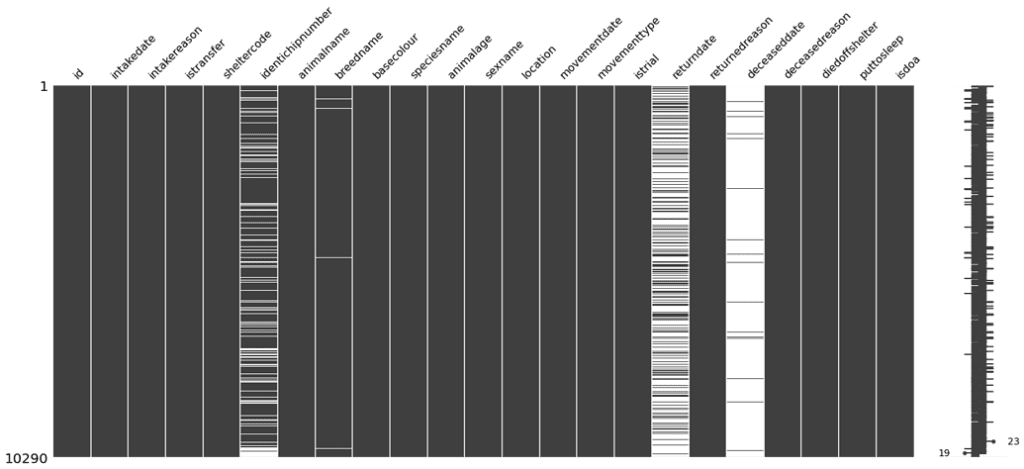 id
intakedate
intakereason
istransfer
sheltercode
identichipnumber
animalname
breedname
basecolour
speciesname
animalage
sexname
location
movementdate
movementtype
istrial
returndate
returnedreason
deceaseddate
deceasedreason
diedoffshelter
puttosleep
isdoa
1
10290
19
23